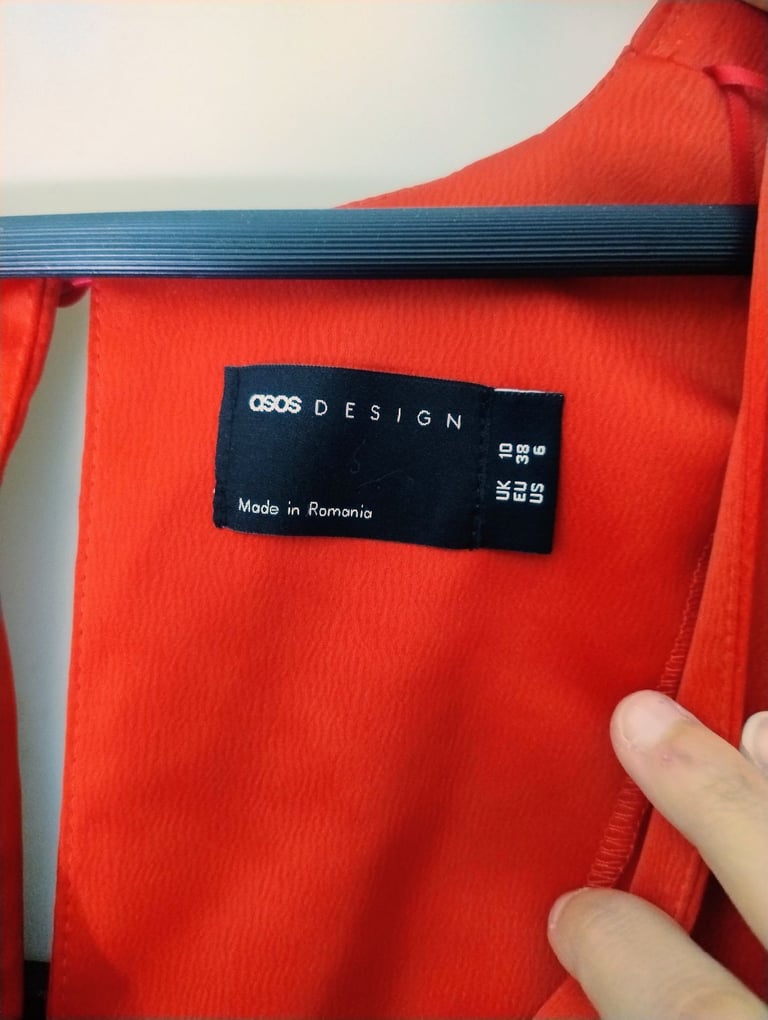 asos DESIGN
Made in Romania
UK 10
EU 38
US 6